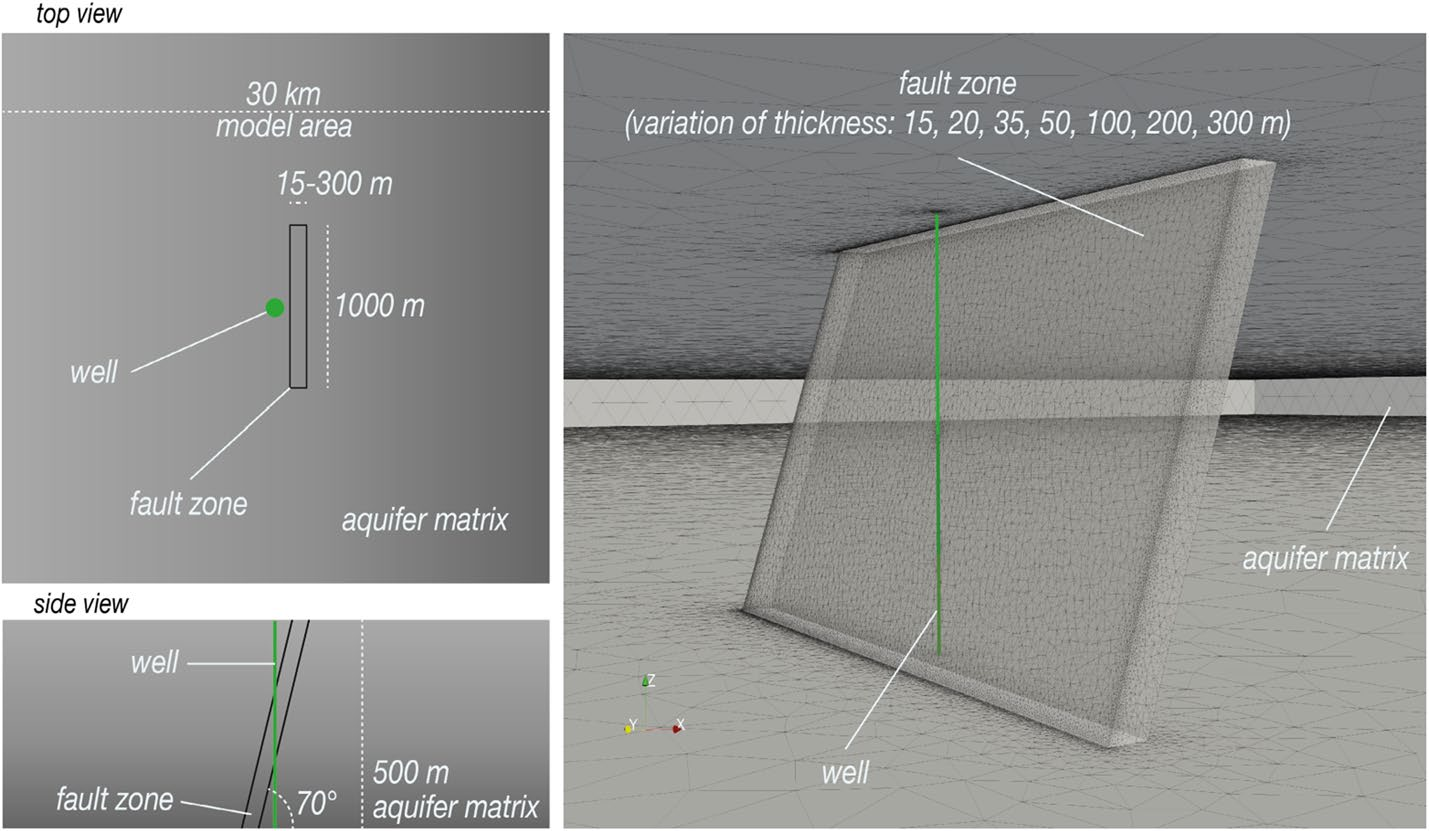 top view
30 km
model area
15-300 m
1000 m
well
fault zone
aquifer matrix
side view
well
fault zone
70°
500 m
aquifer matrix
fault zone
(variation of thickness: 15, 20, 35, 50, 100, 200, 300 m)
aquifer matrix
well
Z
Y
X